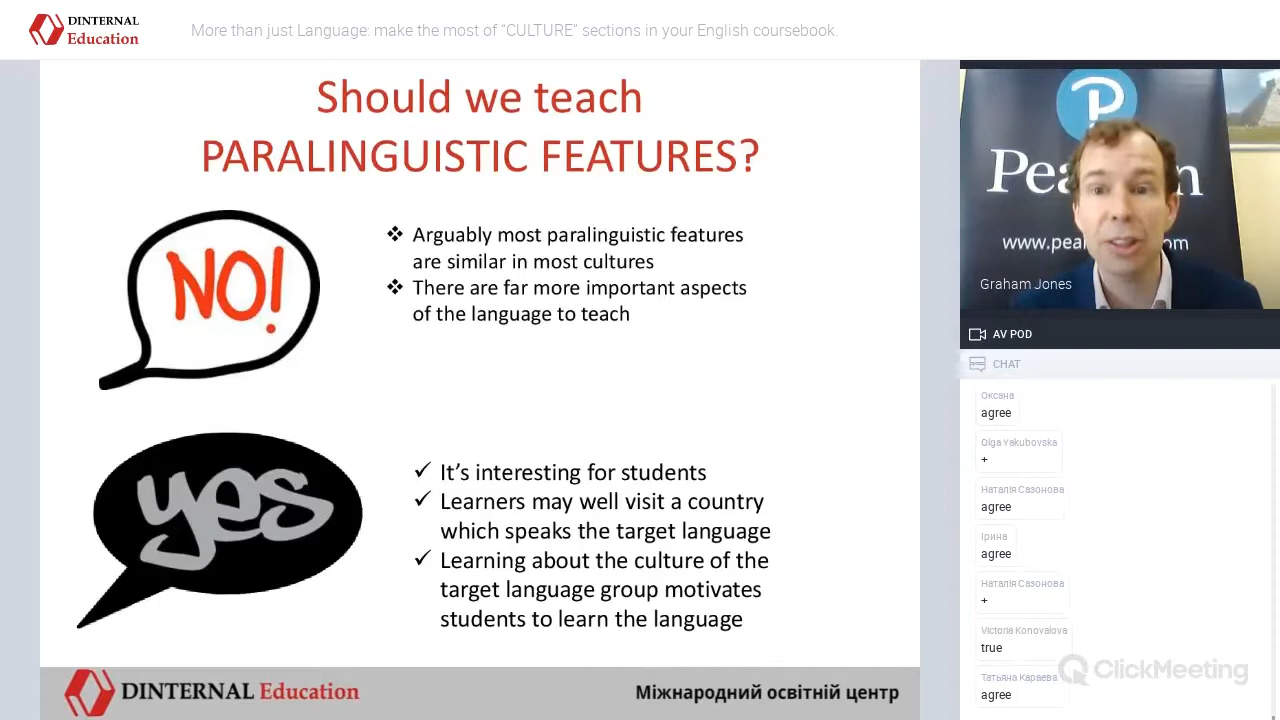 DINTERNAL
Education
More than just Language: make the most of “CULTURE” sections in your English coursebook.
Should we teach
PARALINGUISTIC FEATURES?
NO!
❖ Arguably most paralinguistic features
are similar in most cultures
❖ There are far more important aspects
of the language to teach
yes
✓ It’s interesting for students
✓ Learners may well visit a country
which speaks the target language
✓ Learning about the culture of the
target language group motivates
students to learn the language
DINTERNAL Education
Міжнародний освітній центр
P
www.pea
Graham Jones
AV POD
CHAT
Оксана
agree
Olga Yakubovska
+
Наталія Сазонова
agree
Ірина
agree
Наталія Сазонова
+
Victoria Konovalova
true
Татьяна Караева
agree
ClickMeeting